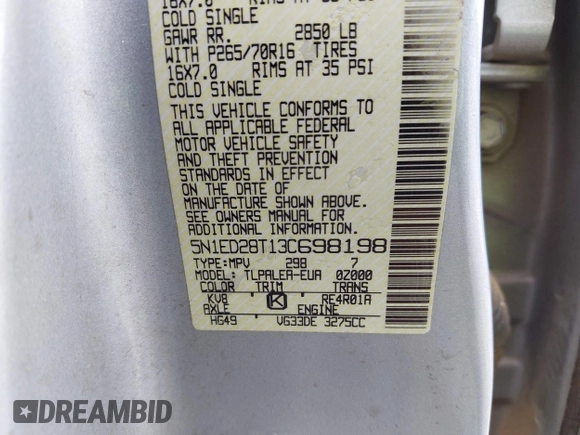 COLD SINGLE
GAWR RR. 2850 LB
WITH P265/70R16 TIRES
16X7.0 RIMS AT 35 PSI
COLD SINGLE
THIS VEHICLE CONFORMS TO
ALL APPLICABLE FEDERAL
MOTOR VEHICLE SAFETY
AND THEFT PREVENTION
STANDARDS IN EFFECT
ON THE DATE OF
MANUFACTURE SHOWN ABOVE.
SEE OWNERS MANUAL FOR
ADDITIONAL INFORMATION.
5N1ED28T13C698198
TYPE:MPV 298 7
MODEL: TLPALEA-EUA 0Z000
COLOR TRIM TRANS
KV8 K RE4R01A
AXLE ENGINE
HG49 VG33DE 3275CC
DREAMBID